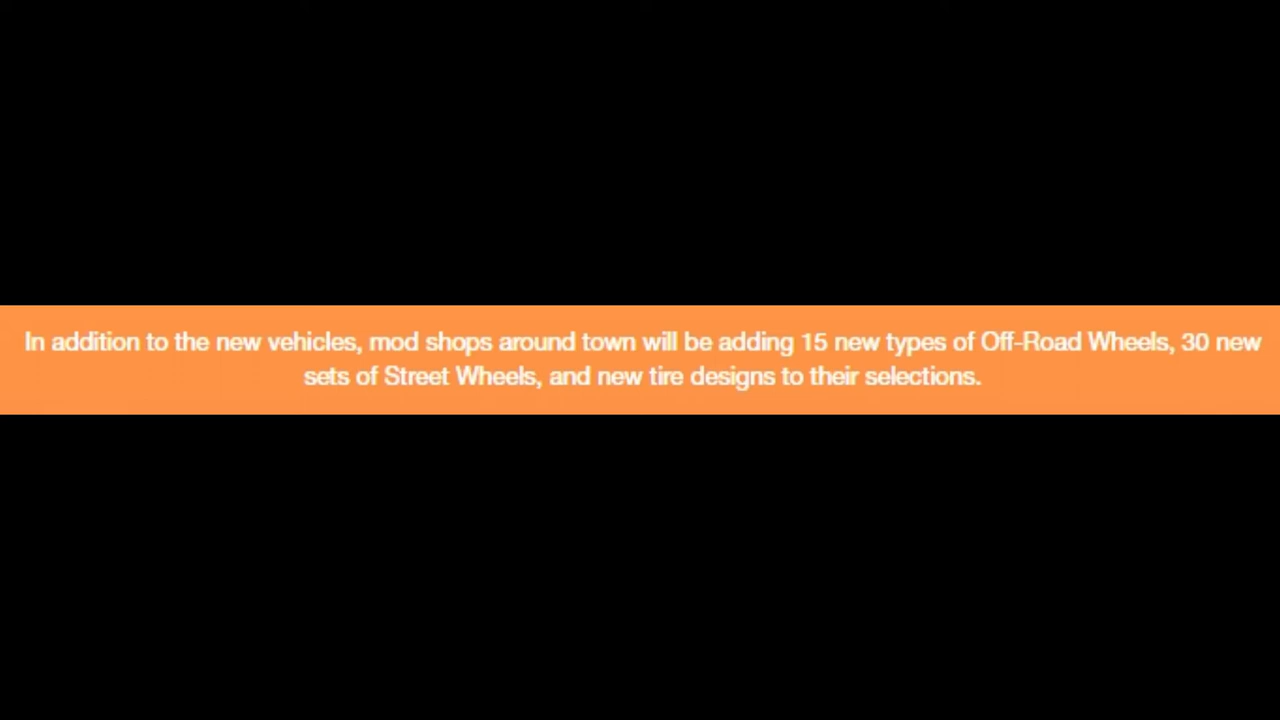 In addition to the new vehicles, mod shops around town will be adding 15 new types of Off-Road Wheels, 30 new
sets of Street Wheels, and new tire designs to their selections.